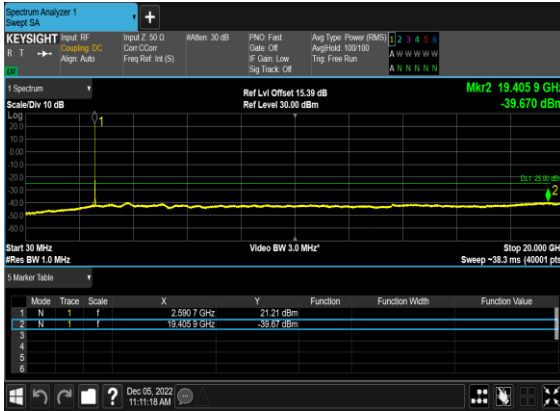 Spectrum Analyzer 1
Swept SA
+
KEYSIGHT Input: RF Input Z: 50 Ω #Atten: 30 dB PNO: Fast Avg Type: Power (RMS) 1 2 3 4 5 6
R T Coupling: DC Corr CCorr Gate: Off Avg|Hold: 100/100 A W W W W W
Align: Auto Freq Ref: Int (S) IF Gain: Low Trig: Free Run
LXI Sig Track: Off A N N N N N
1 Spectrum Ref Lvl Offset 15.39 dB Mkr2 19.405 9 GHz
Scale/Div 10 dB Ref Level 30.00 dBm -39.670 dBm
Log
20.0
10.0
0.00
-10.0
-20.0
-30.0
-40.0
-50.0
-60.0
1
DL1 -25.00 dBm
2
Start 30 MHz Video BW 3.0 MHz* Stop 20.000 GHz
#Res BW 1.0 MHz Sweep ~38.3 ms (40001 pts)
5 Marker Table
Mode Trace Scale X Y Function Function Width Function Value
1 N 1 f 2.590 7 GHz 21.21 dBm
2 N 1 f 19.405 9 GHz -39.67 dBm
3
4
5
6
? Dec 05, 2022
11:11:18 AM